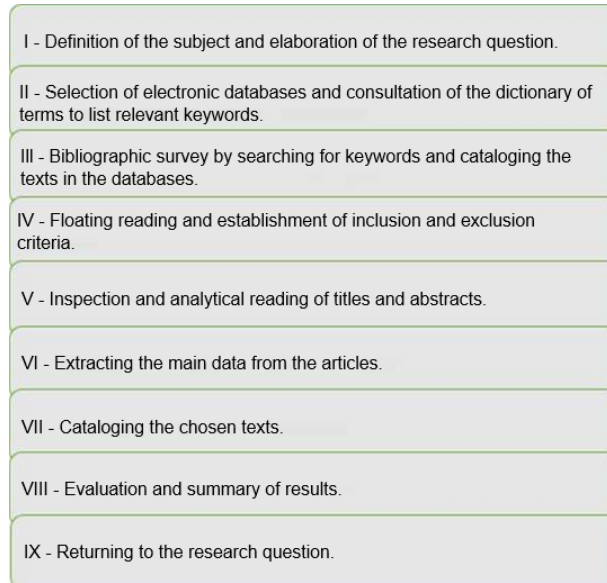 I - Definition of the subject and elaboration of the research question.
II - Selection of electronic databases and consultation of the dictionary of
terms to list relevant keywords.
III - Bibliographic survey by searching for keywords and cataloging the
texts in the databases.
IV - Floating reading and establishment of inclusion and exclusion
criteria.
V - Inspection and analytical reading of titles and abstracts.
VI - Extracting the main data from the articles.
VII - Cataloging the chosen texts.
VIII - Evaluation and summary of results.
IX - Returning to the research question.